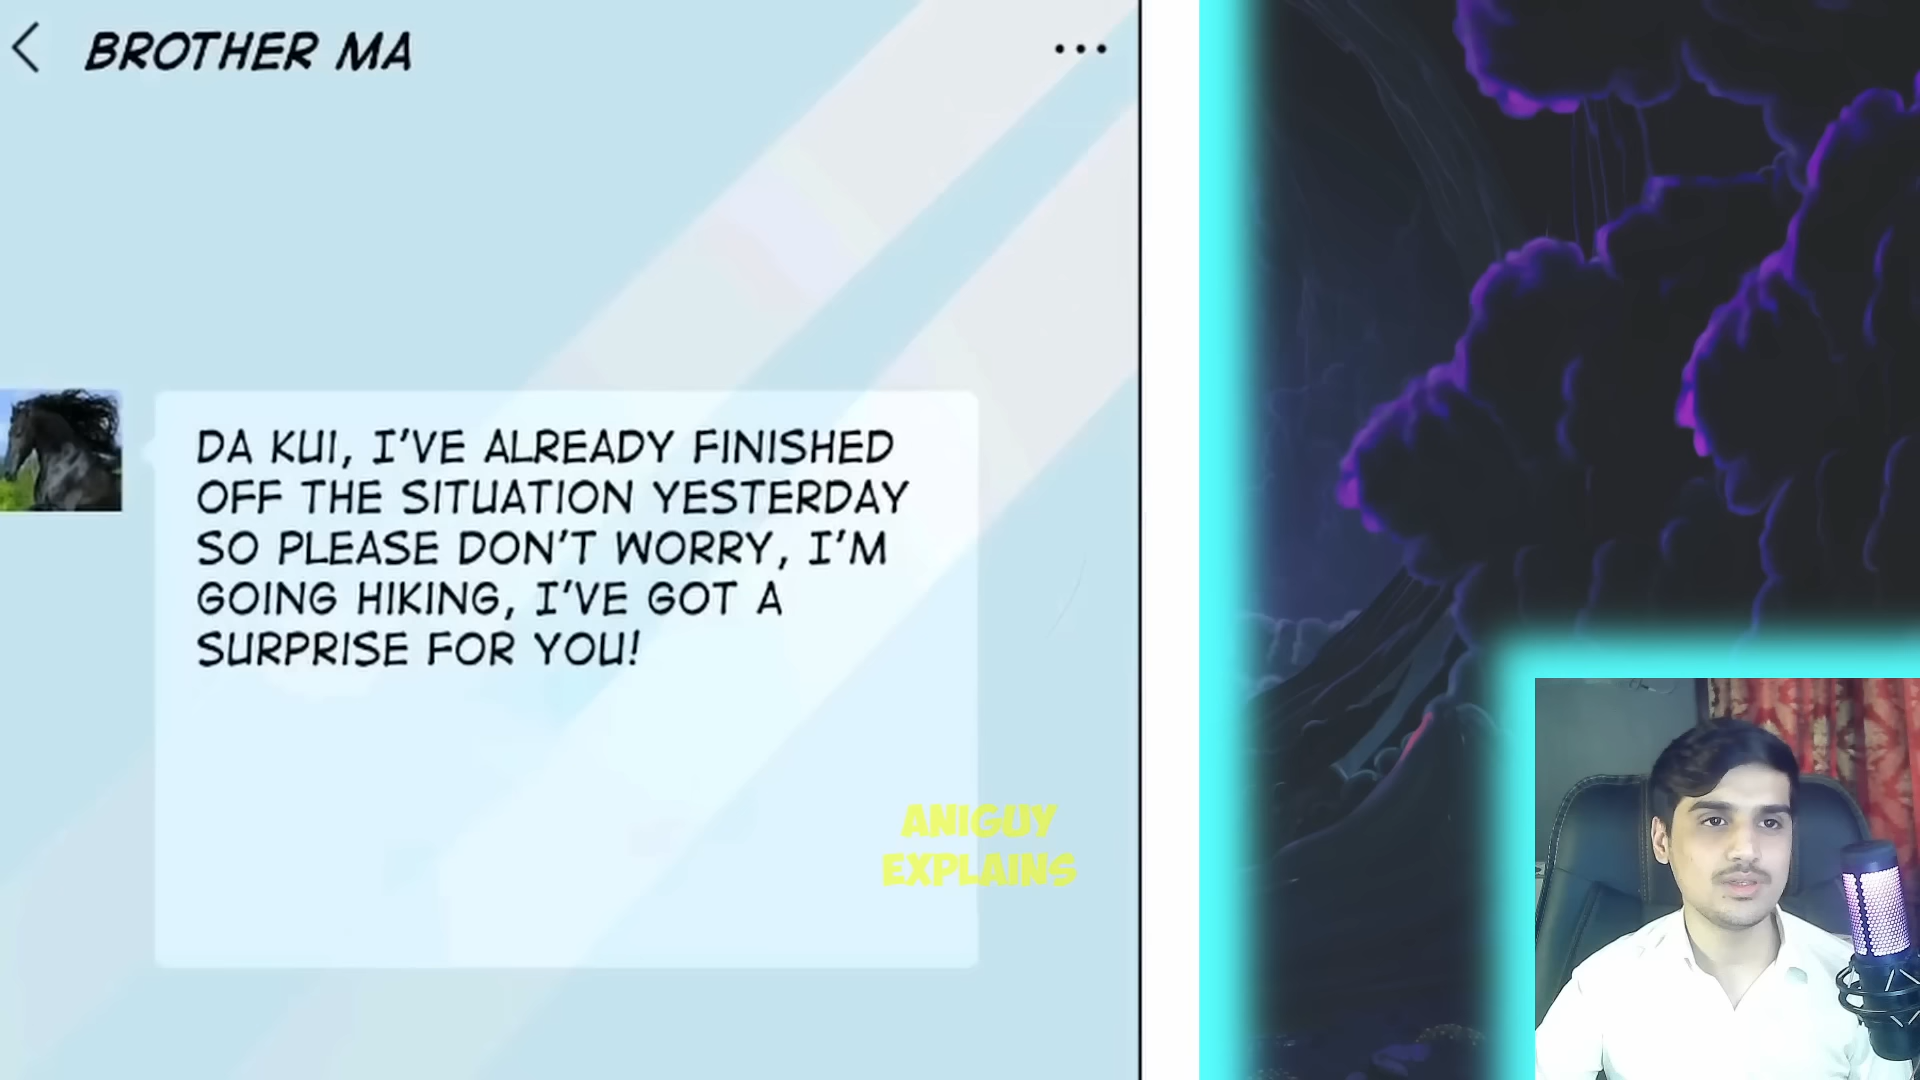 BROTHER MA
DA KUI, I'VE ALREADY FINISHED
OFF THE SITUATION YESTERDAY
SO PLEASE DON'T WORRY, I'M
GOING HIKING, I'VE GOT A
SURPRISE FOR YOU!
ANIGUY
EXPLAINS